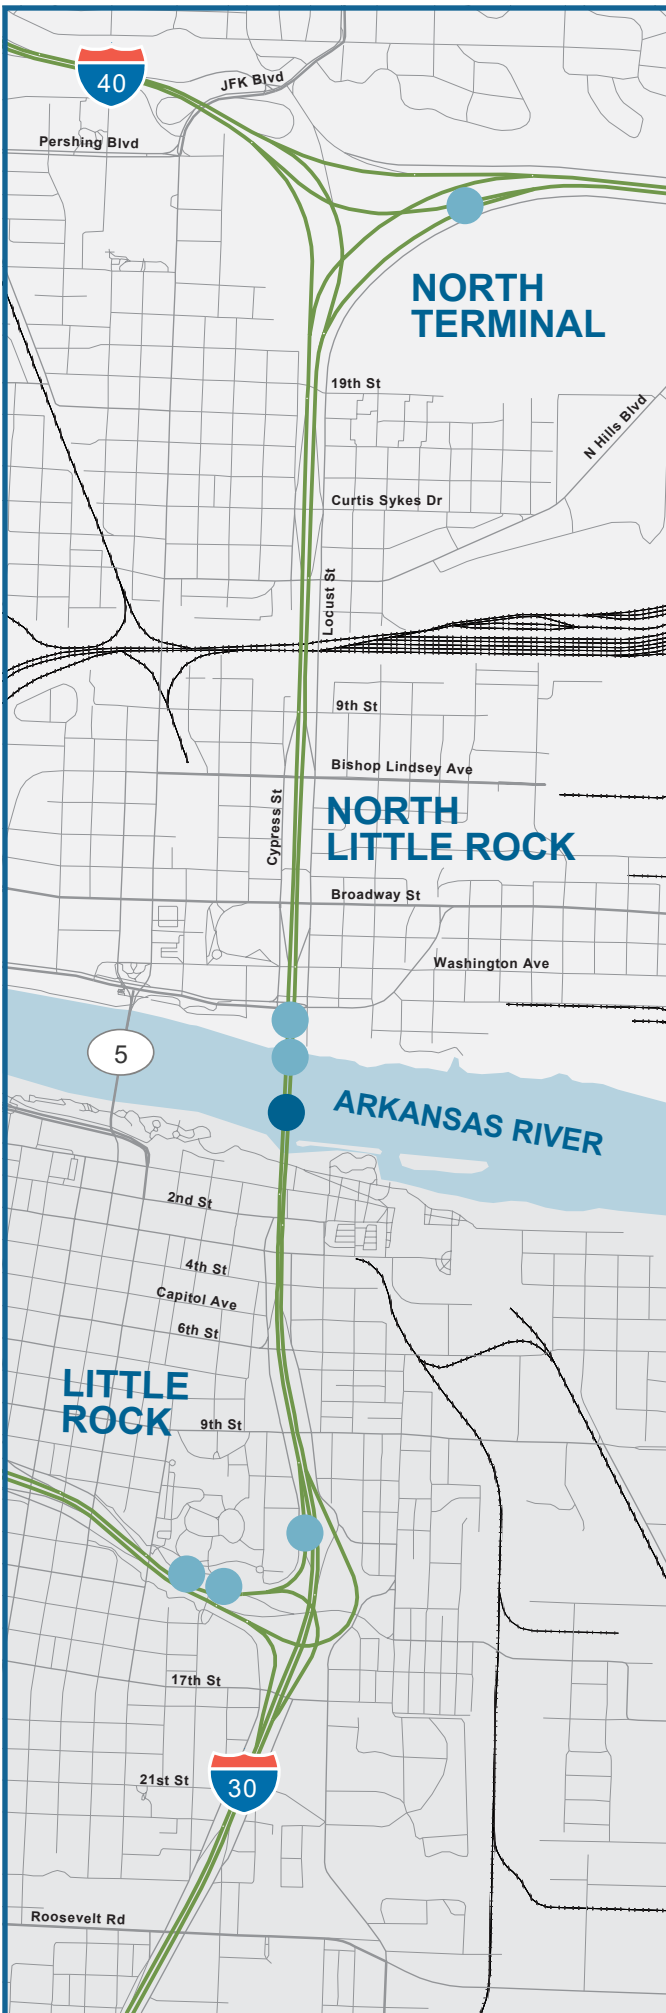 40
JFK Blvd
Pershing Blvd
NORTH
TERMINAL
19th St
N Hills Blvd
Curtis Sykes Dr
Locust St
9th St
Bishop Lindsey Ave
Cypress St
NORTH
LITTLE ROCK
Broadway St
Washington Ave
5
ARKANSAS RIVER
2nd St
4th St
Capitol Ave
6th St
LITTLE
ROCK
9th St
17th St
21st St
30
Roosevelt Rd